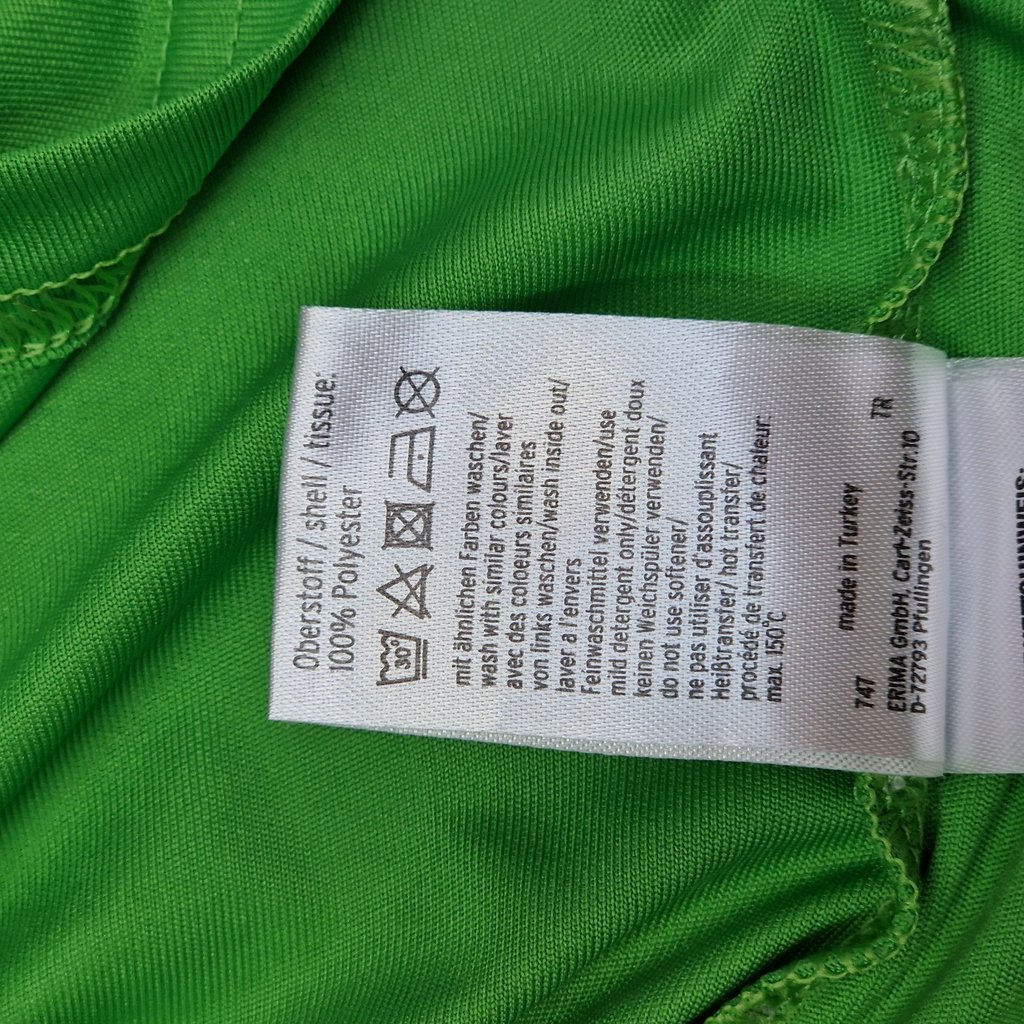 Oberstoff / shell / tissue:
100% Polyester
30°
mit ähnlichen Farben waschen/
wash with similar colours/laver
avec des coloeurs similaires
von links waschen/wash inside out/
laver a l'envers
Feinwaschmittel verwenden/use
mild detergent only/détergent doux
keinen Weichspüler verwenden/
do not use softener/
ne pas utiliser d'assouplissant
Heißtransfer/ hot transfer/
procédé de transfert de chaleur:
max. 150°C
747 made in Turkey TR
ERIMA GmbH, Carl-Zeiss-Str.10
D-72793 Pfullingen